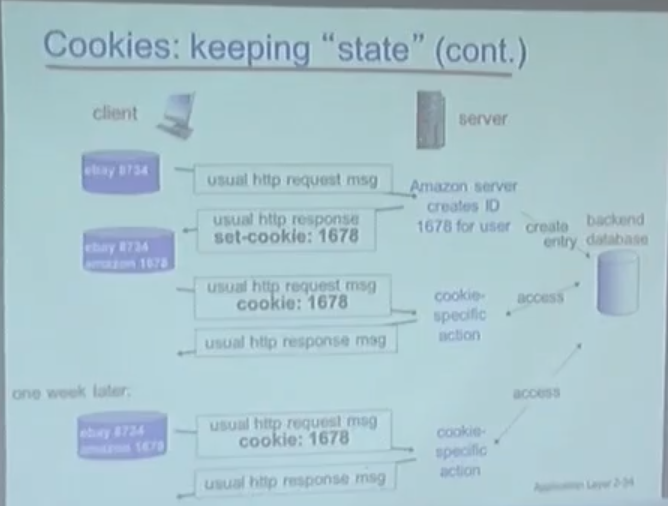 Cookies: keeping "state" (cont.)
client
server
ebay 8734
usual http request msg
Amazon server
creates ID
1678 for user
usual http response
set-cookie: 1678
create
entry
backend
database
ebay 8734
amazon 1678
usual http request msg
cookie: 1678
cookie-
specific
action
access
usual http response msg
one week later:
access
ebay 8734
amazon 1678
usual http request msg
cookie: 1678
cookie-
specific
action
usual http response msg
Application Layer 2-34